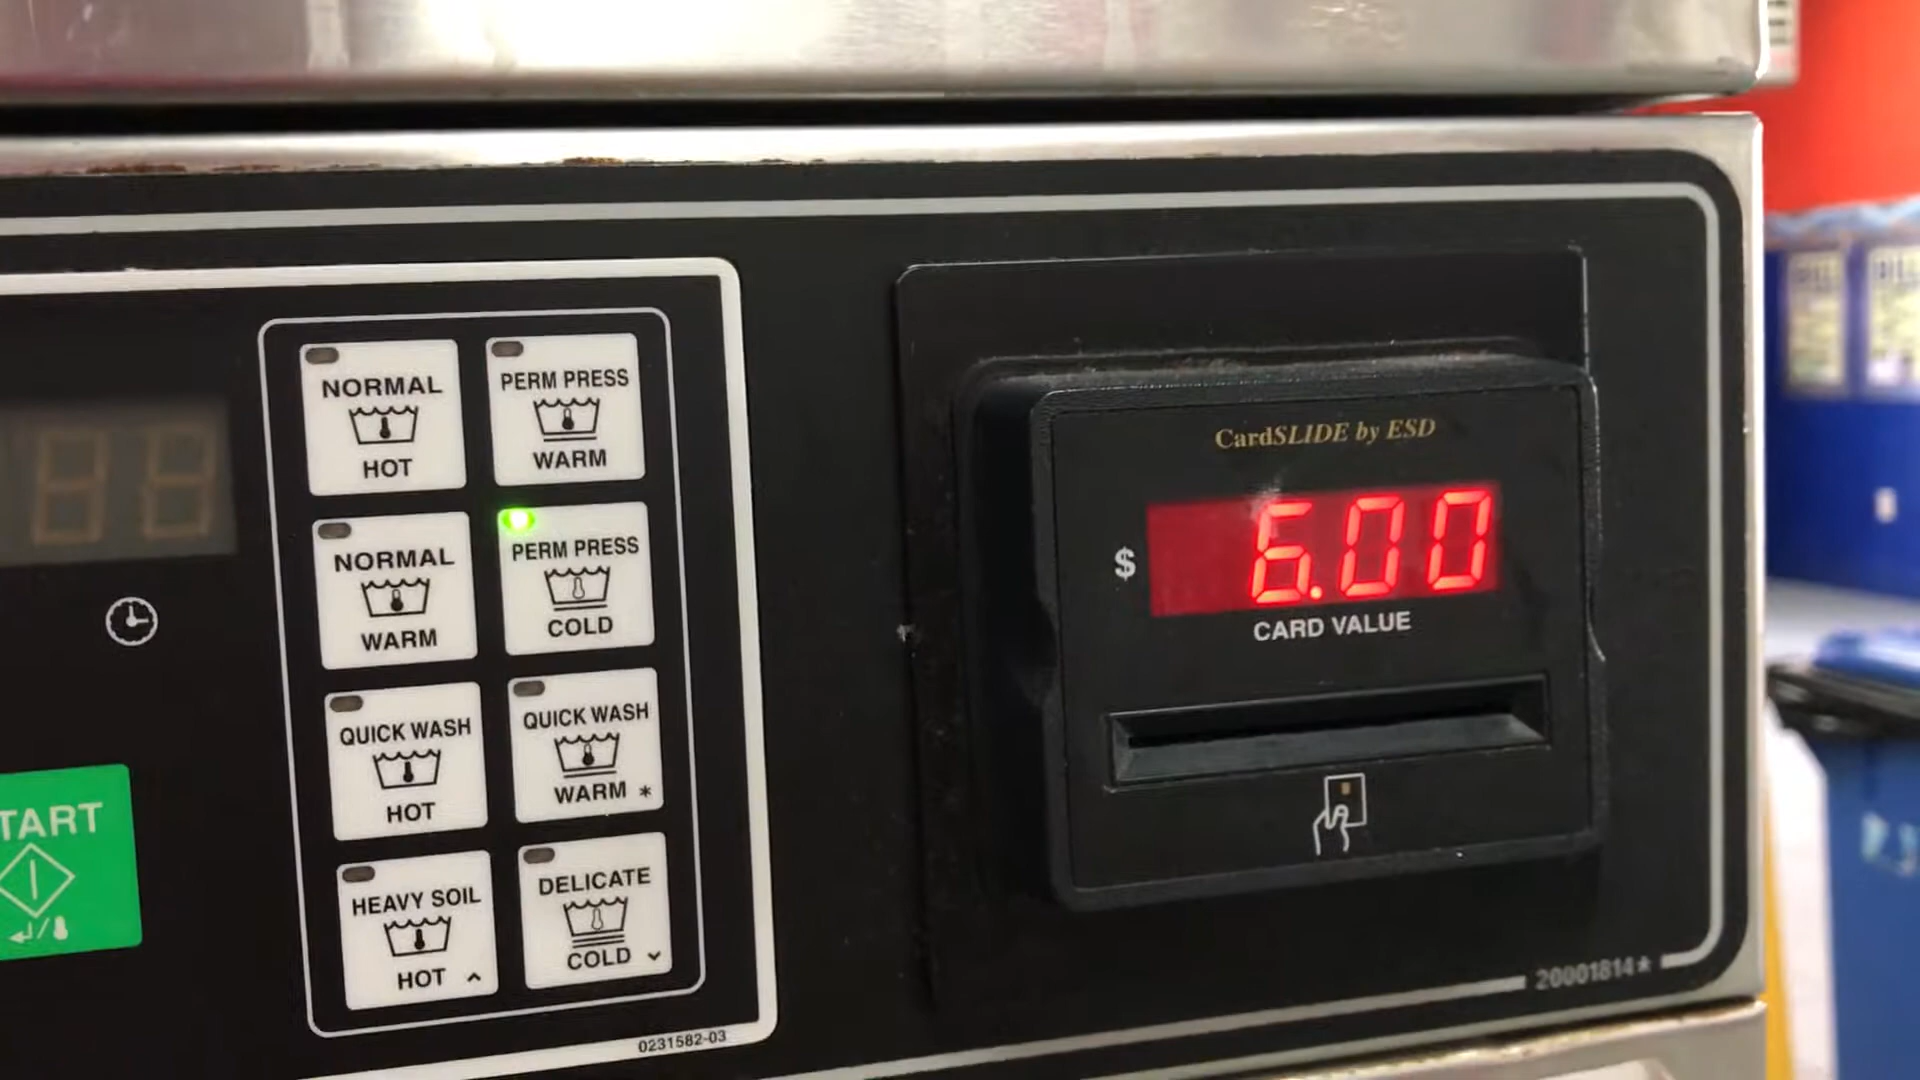 NORMAL
HOT
PERM PRESS
WARM
NORMAL
WARM
PERM PRESS
COLD
QUICK WASH
HOT
QUICK WASH
WARM *
HEAVY SOIL
HOT ^
DELICATE
COLD ⌄
0231582-03
TART
CardSLIDE by ESD
$ 6.00
CARD VALUE
20001814*